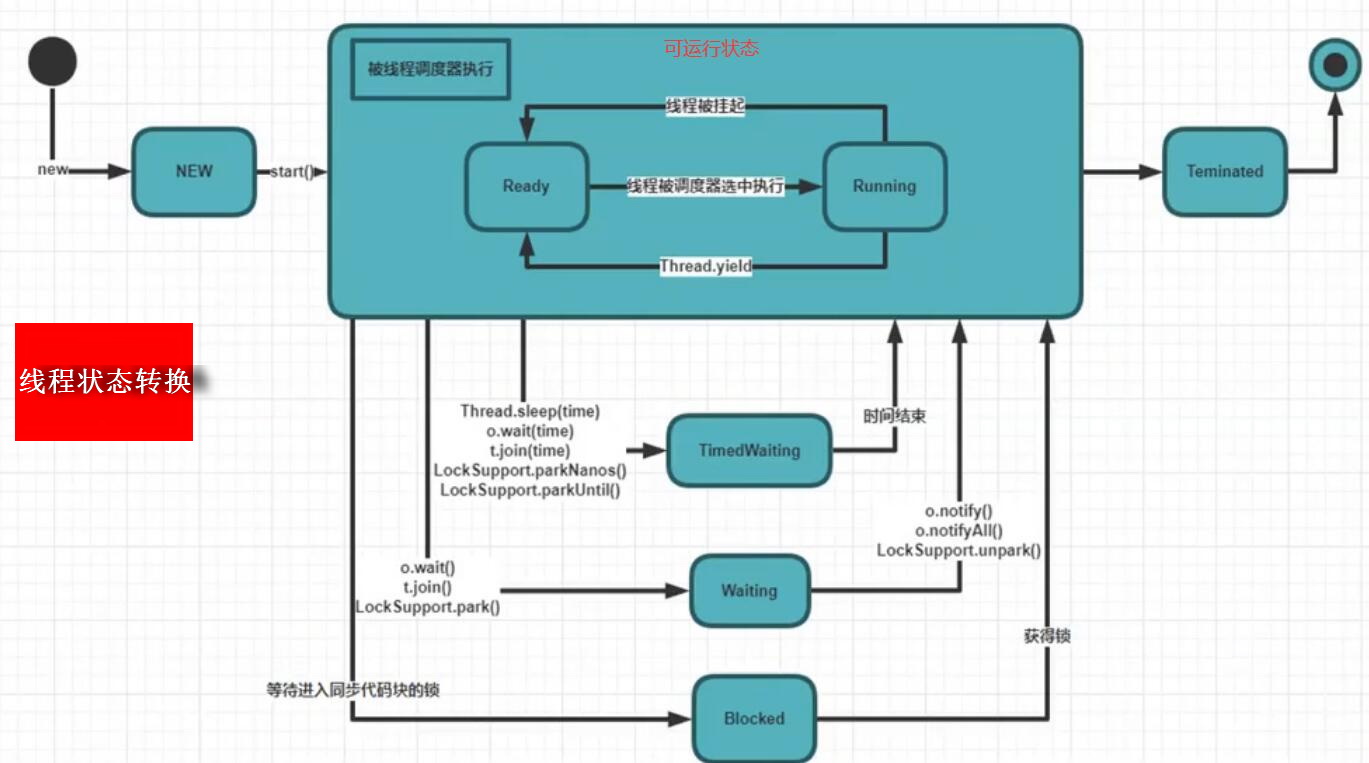 可运行状态
被线程调度器执行
线程被挂起
new
NEW
start()
Ready
线程被调度器选中执行
Running
Teminated
Thread.yield
线程状态转换
Thread.sleep(time)
o.wait(time)
t.join(time)
LockSupport.parkNanos()
LockSupport.parkUntil()
TimedWaiting
时间结束
o.notify()
o.notifyAll()
LockSupport.unpark()
o.wait()
t.join()
LockSupport.park()
Waiting
获得锁
等待进入同步代码块的锁
Blocked